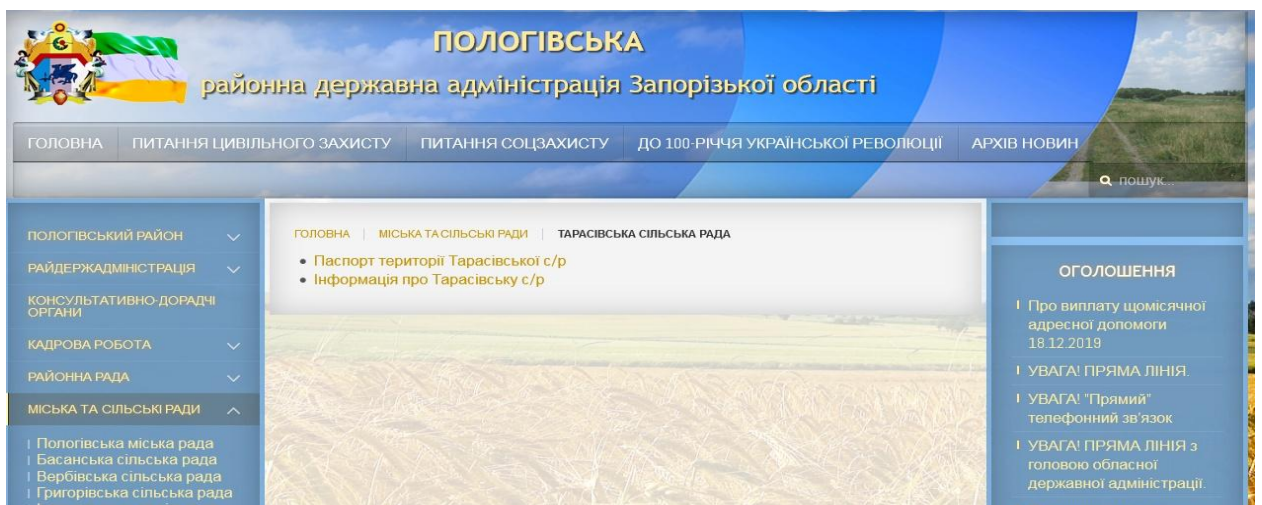 ПОЛОГІВСЬКА
районна державна адміністрація Запорізької області
ГОЛОВНА ПИТАННЯ ЦИВІЛЬНОГО ЗАХИСТУ ПИТАННЯ СОЦЗАХИСТУ ДО 100-РІЧЧЯ УКРАЇНСЬКОЇ РЕВОЛЮЦІЇ АРХІВ НОВИН
пошук...
ПОЛОГІВСЬКИЙ РАЙОН
РАЙДЕРЖАДМІНІСТРАЦІЯ
КОНСУЛЬТАТИВНО-ДОРАДЧІ
ОРГАНИ
КАДРОВА РОБОТА
РАЙОННА РАДА
МІСЬКА ТА СІЛЬСЬКІ РАДИ
Пологівська міська рада
Басанська сільська рада
Вербівська сільська рада
Григорівська сільська рада
ГОЛОВНА | МІСЬКА ТА СІЛЬСЬКІ РАДИ | ТАРАСІВСЬКА СІЛЬСЬКА РАДА
• Паспорт території Тарасівської с/р
• Інформація про Тарасівську с/р
ОГОЛОШЕННЯ
Про виплату щомісячної
адресної допомоги
18.12.2019
УВАГА! ПРЯМА ЛІНІЯ.
УВАГА! "Прямий"
телефонний зв'язок
УВАГА! ПРЯМА ЛІНІЯ з
головою обласної
державної адміністрації.